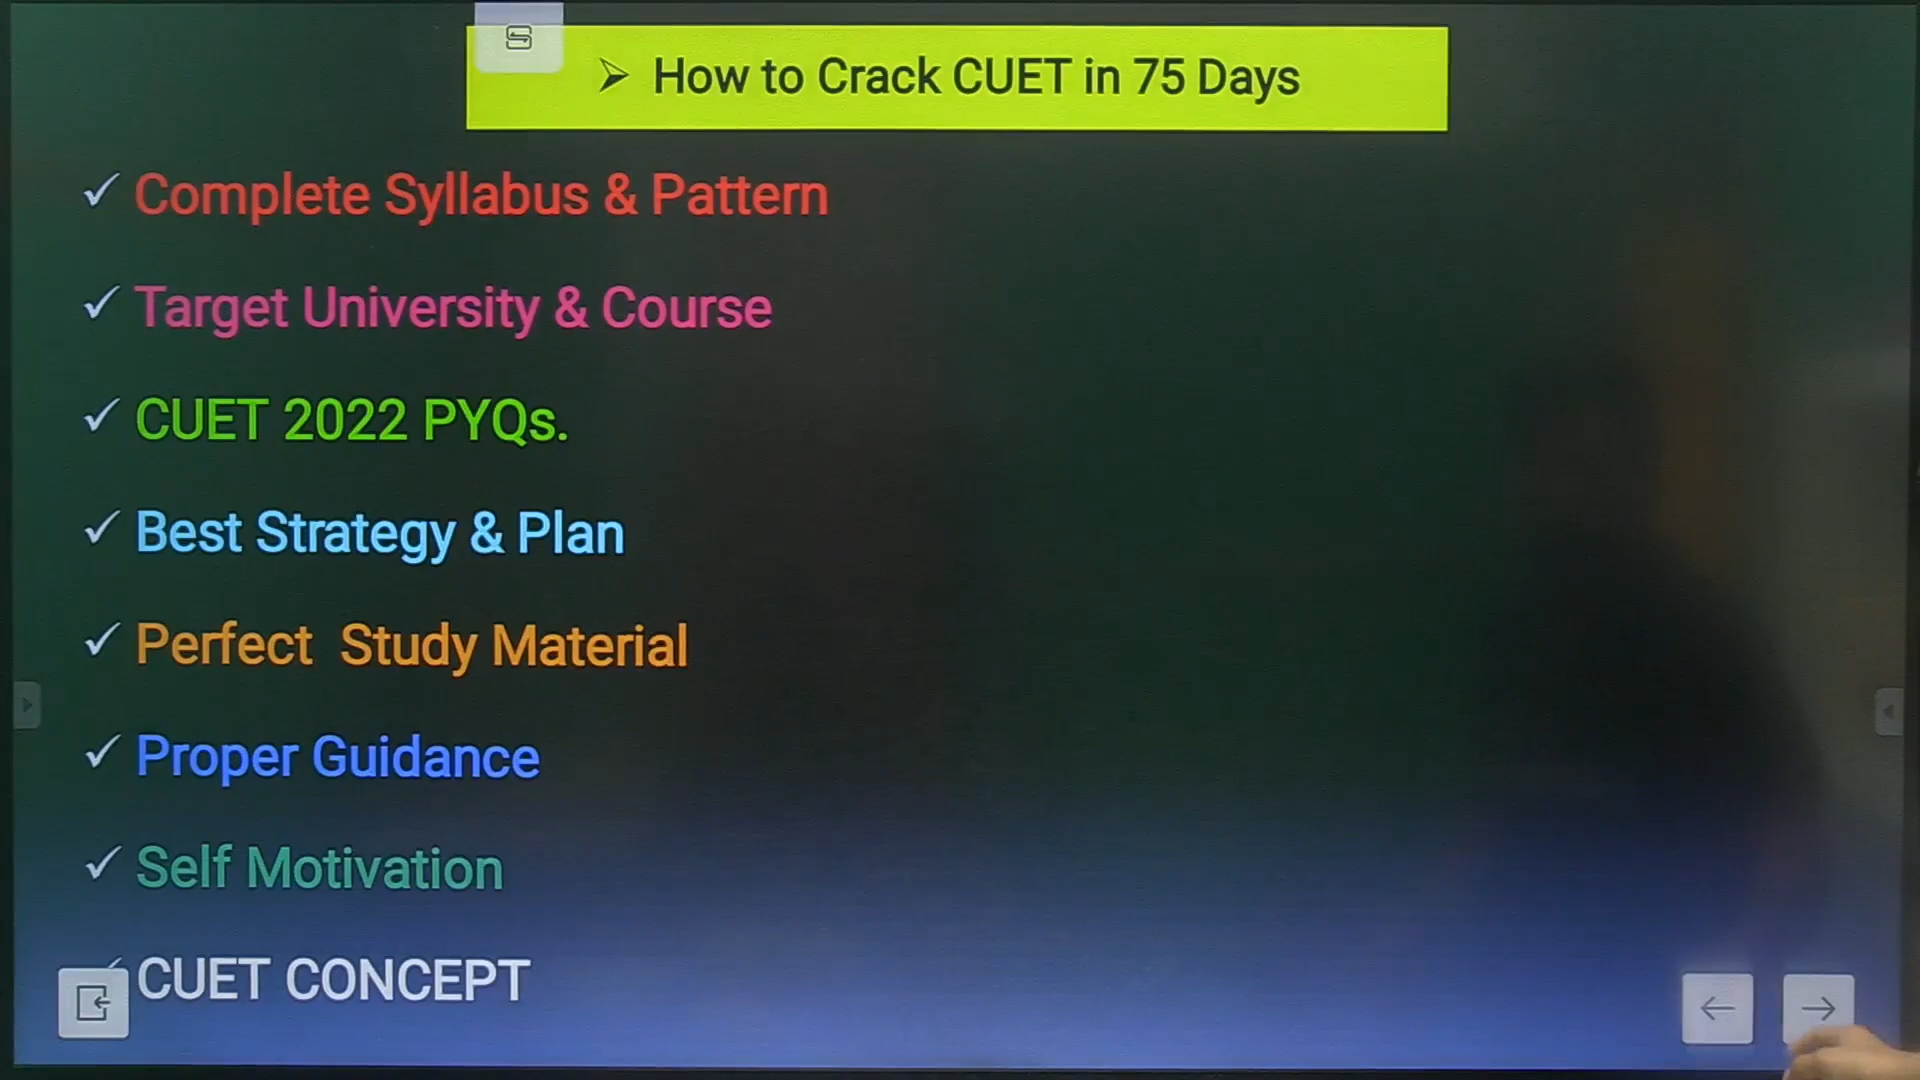 ➢ How to Crack CUET in 75 Days
✓ Complete Syllabus & Pattern
✓ Target University & Course
✓ CUET 2022 PYQs.
✓ Best Strategy & Plan
✓ Perfect Study Material
✓ Proper Guidance
✓ Self Motivation
✓ CUET CONCEPT